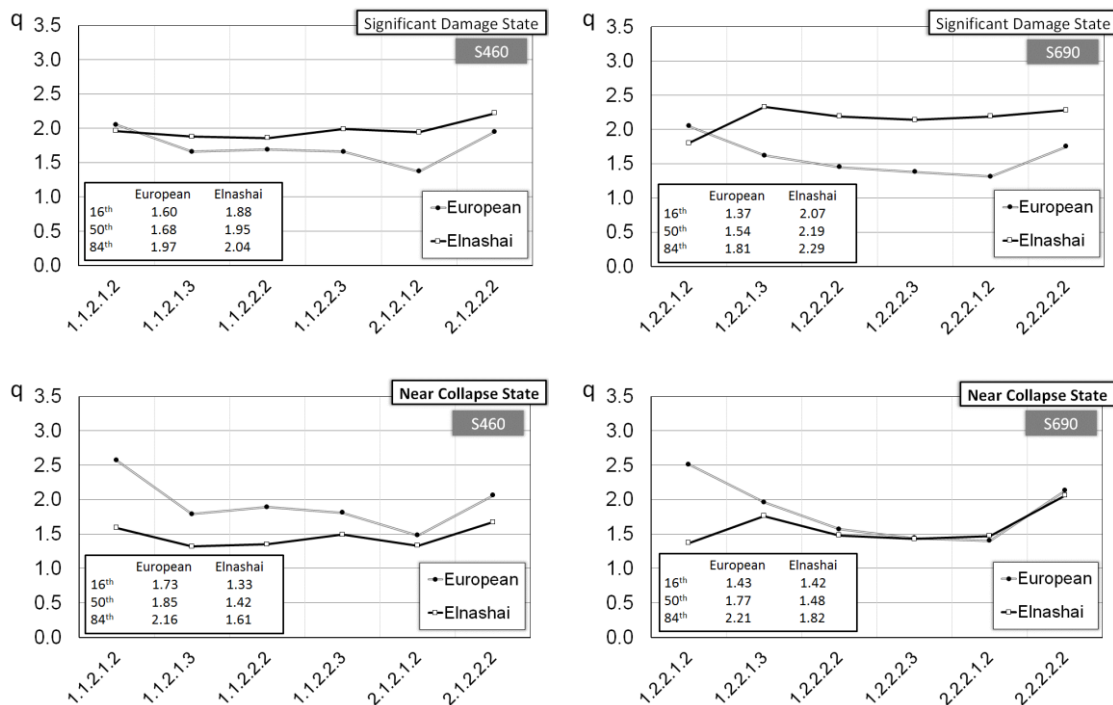 q
3.5
3.0
2.5
2.0
1.5
1.0
0.5
0.0
Significant Damage State
S460
European Elnashai
16th 1.60 1.88
50th 1.68 1.95
84th 1.97 2.04
European
Elnashai
1.1.2.1.2
1.1.2.1.3
1.1.2.2.2
1.1.2.2.3
2.1.2.1.2
2.1.2.2.2
q
3.5
3.0
2.5
2.0
1.5
1.0
0.5
0.0
Significant Damage State
S690
European Elnashai
16th 1.37 2.07
50th 1.54 2.19
84th 1.81 2.29
European
Elnashai
1.2.2.1.2
1.2.2.1.3
1.2.2.2.2
1.2.2.2.3
2.2.2.1.2
2.2.2.2.2
q
3.5
3.0
2.5
2.0
1.5
1.0
0.5
0.0
Near Collapse State
S460
European Elnashai
16th 1.73 1.33
50th 1.85 1.42
84th 2.16 1.61
European
Elnashai
1.1.2.1.2
1.1.2.1.3
1.1.2.2.2
1.1.2.2.3
2.1.2.1.2
2.1.2.2.2
q
3.5
3.0
2.5
2.0
1.5
1.0
0.5
0.0
Near Collapse State
S690
European Elnashai
16th 1.43 1.42
50th 1.77 1.48
84th 2.21 1.82
European
Elnashai
1.2.2.1.2
1.2.2.1.3
1.2.2.2.2
1.2.2.2.3
2.2.2.1.2
2.2.2.2.2